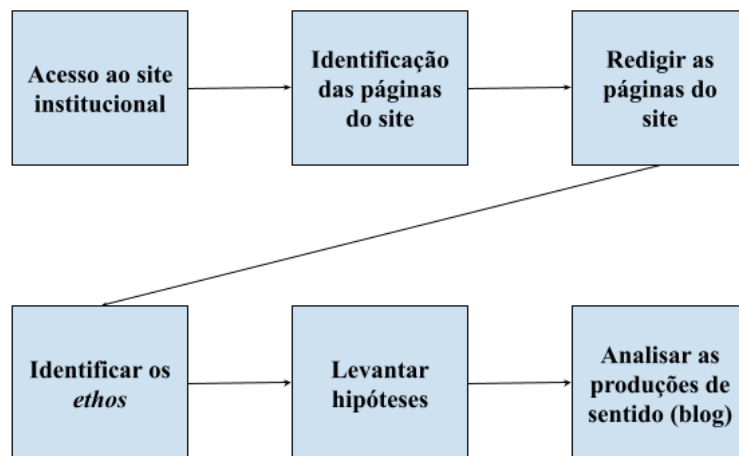 Acesso ao site
institucional
Identificação
das páginas
do site
Redigir as
páginas do
site
Identificar os
ethos
Levantar
hipóteses
Analisar as
produções de
sentido (blog)